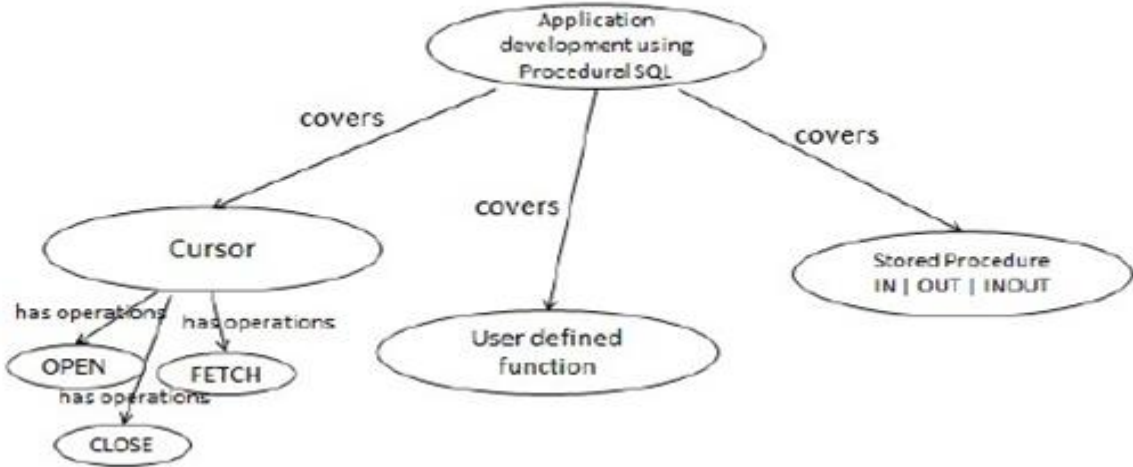 Application
development using
Procedural SQL
covers
covers
covers
Cursor
Stored Procedure
IN | OUT | INOUT
has operations
has operations
User defined
function
OPEN
FETCH
has operations
CLOSE